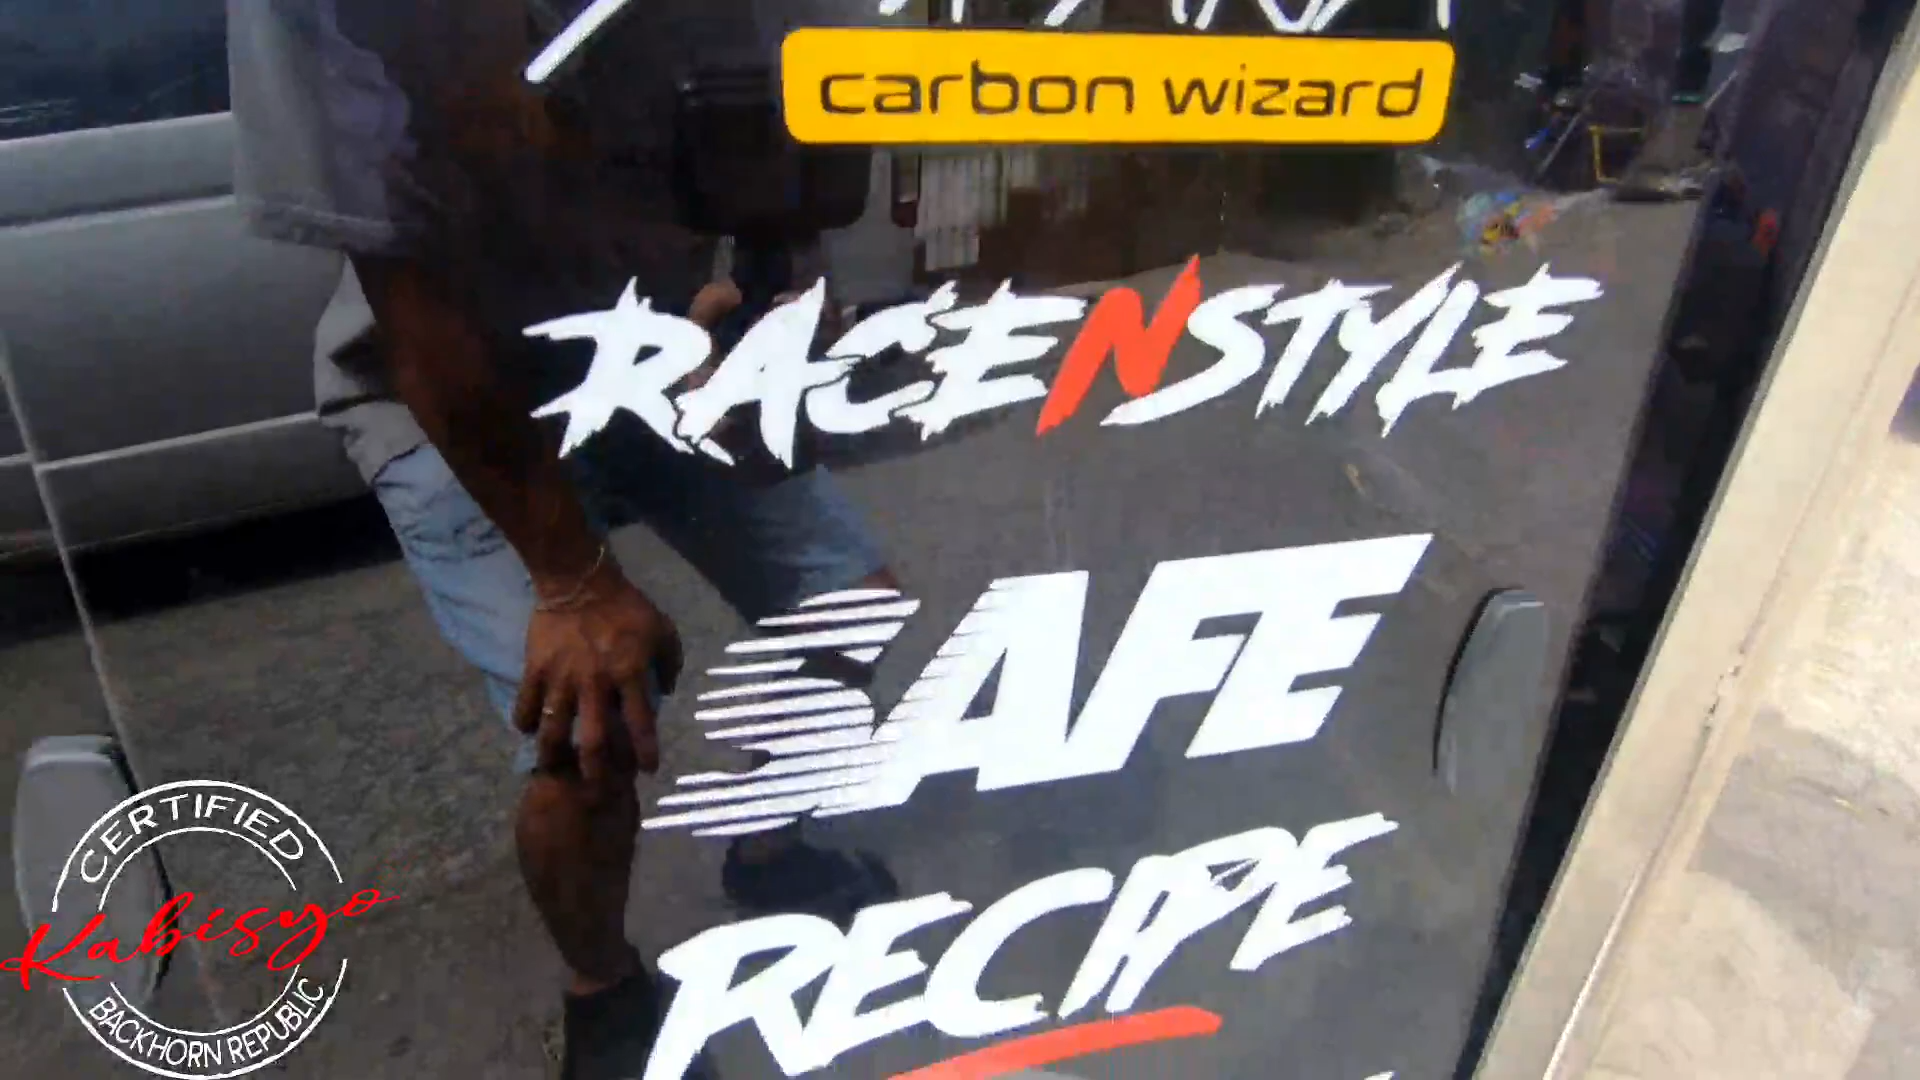 carbon wizard
RACENSTYLE
SAFE
RECIPE
CERTIFIED
Kabisyo
BACKHORN REPUBLIC